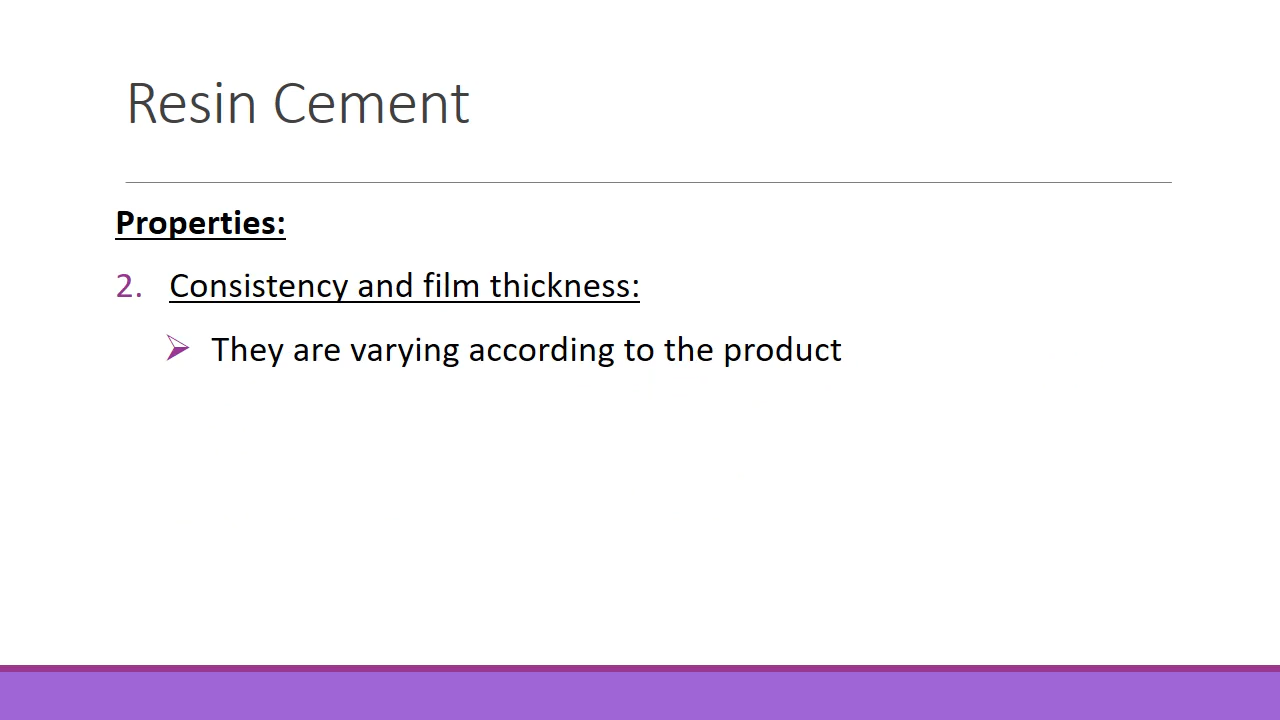 Resin Cement
Properties:
2. Consistency and film thickness:
➢ They are varying according to the product